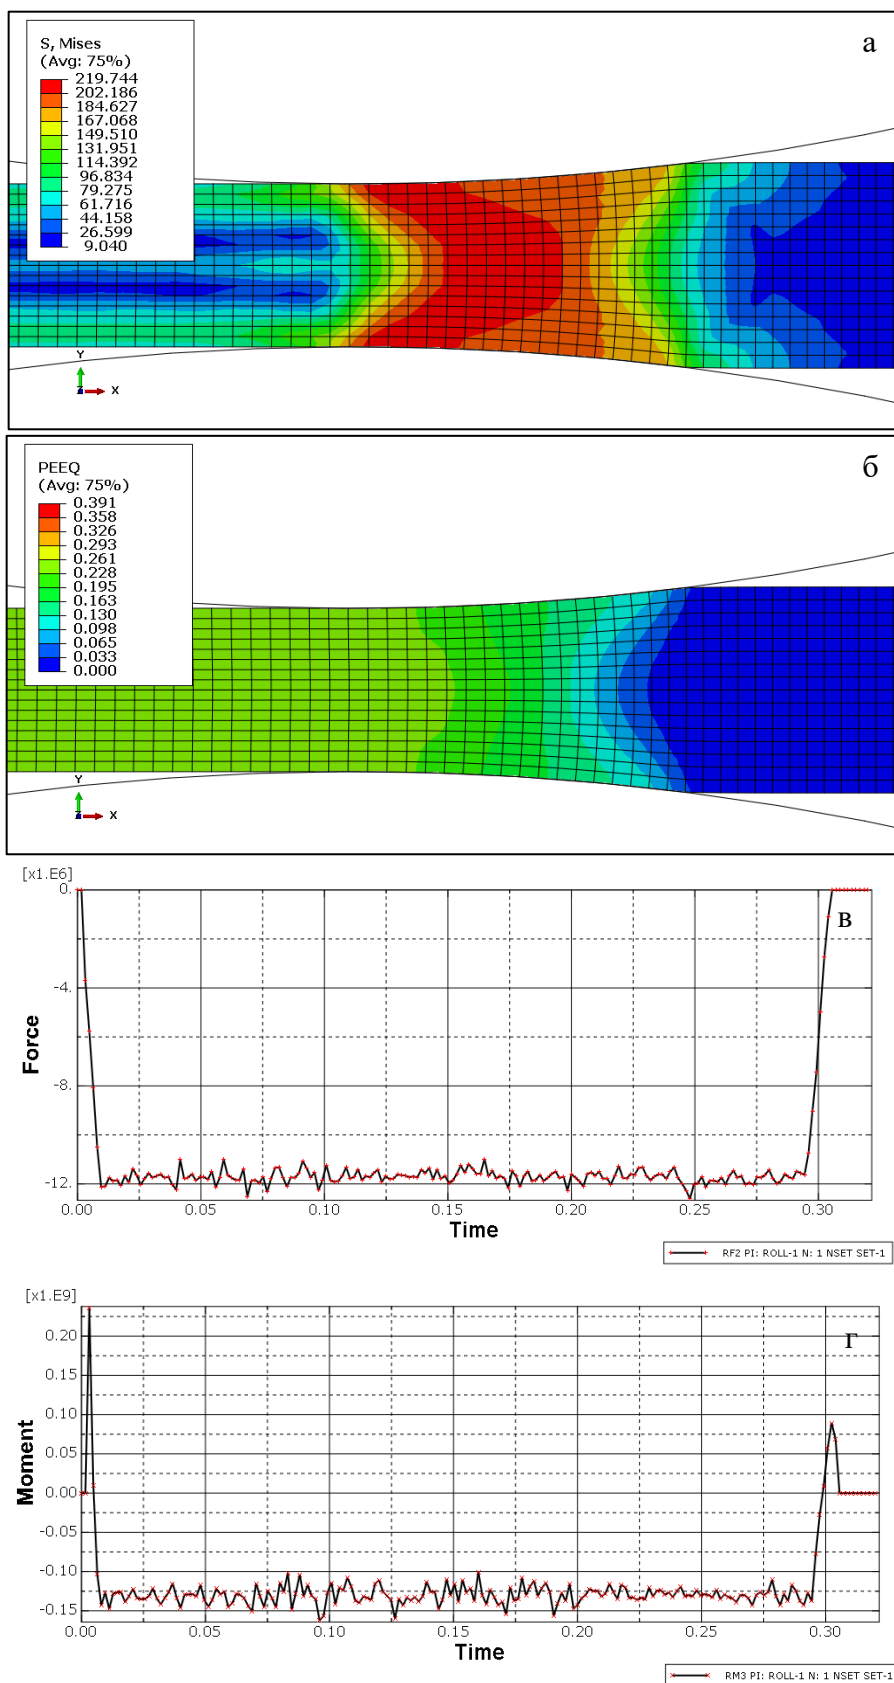 S, Mises
(Avg: 75%)
219.744
202.186
184.627
167.068
149.510
131.951
114.392
96.834
79.275
61.716
44.158
26.599
9.040
а
Y
Z X
PEEQ
(Avg: 75%)
0.391
0.358
0.326
0.293
0.261
0.228
0.195
0.163
0.130
0.098
0.065
0.033
0.000
б
Y
Z X
[x1.E6]
0.
-4.
-8.
-12.
Force
в
0.00 0.05 0.10 0.15 0.20 0.25 0.30
Time
RF2 PI: ROLL-1 N: 1 NSET SET-1
[x1.E9]
0.20
0.15
0.10
0.05
0.00
-0.05
-0.10
-0.15
Moment
г
0.00 0.05 0.10 0.15 0.20 0.25 0.30
Time
RM3 PI: ROLL-1 N: 1 NSET SET-1